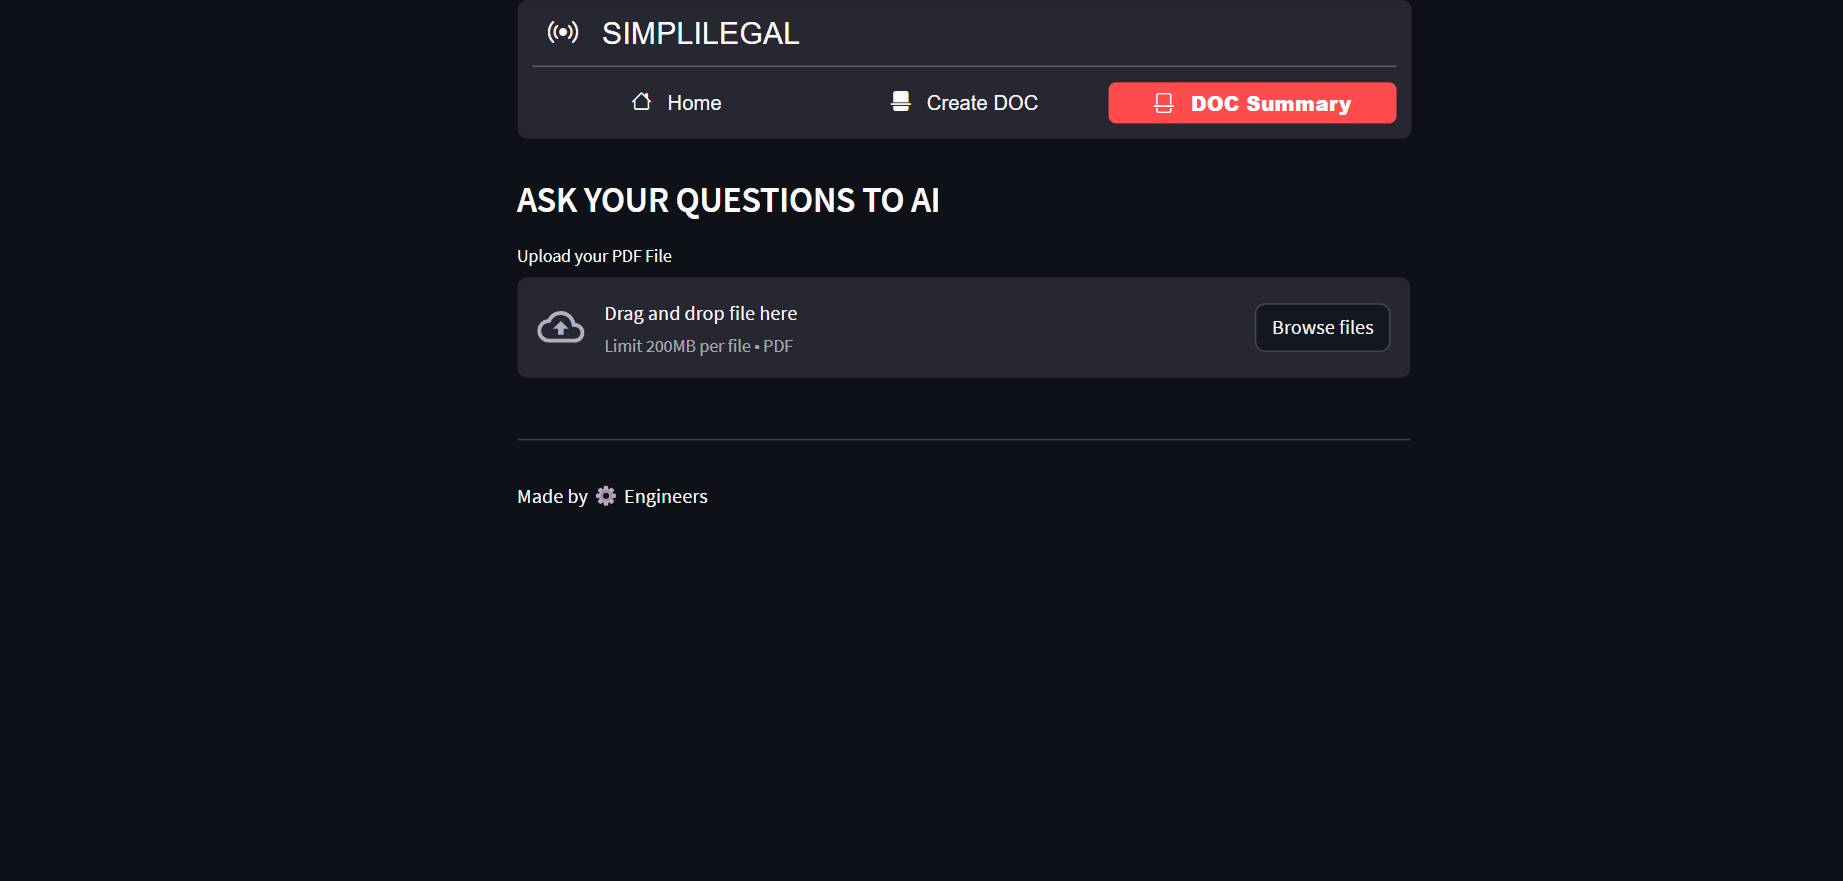 SIMPLILEGAL
Home
Create DOC
DOC Summary
ASK YOUR QUESTIONS TO AI
Upload your PDF File
Drag and drop file here
Limit 200MB per file • PDF
Browse files
Made by Engineers